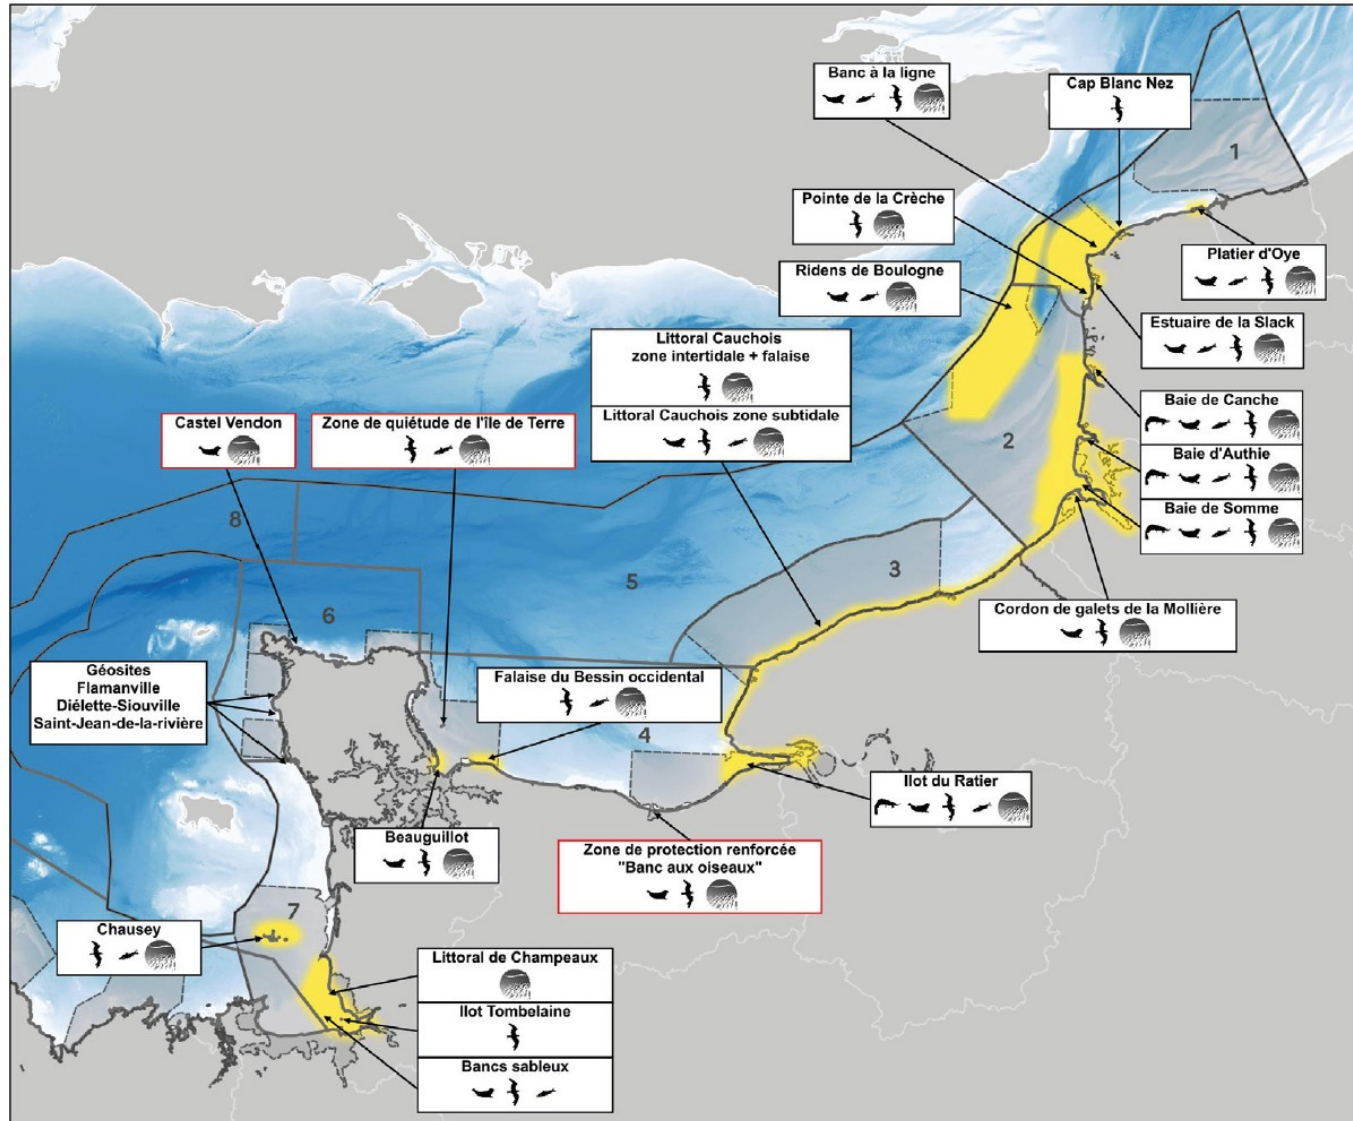 Banc à la ligne
Cap Blanc Nez
1
Pointe de la Crèche
Platier d'Oye
Ridens de Boulogne
Estuaire de la Slack
Littoral Cauchois
zone intertidale + falaise
Littoral Cauchois zone subtidale
Baie de Canche
Baie d'Authie
Baie de Somme
Castel Vendon
Zone de quiétude de l'île de Terre
2
8
5
3
6
Cordon de galets de la Mollière
Géosites
Flamanville
Diélette-Siouville
Saint-Jean-de-la-rivière
Falaise du Bessin occidental
4
Ilot du Ratier
Beauguillot
Zone de protection renforcée
"Banc aux oiseaux"
7
Chausey
Littoral de Champeaux
Ilot Tombelaine
Bancs sableux